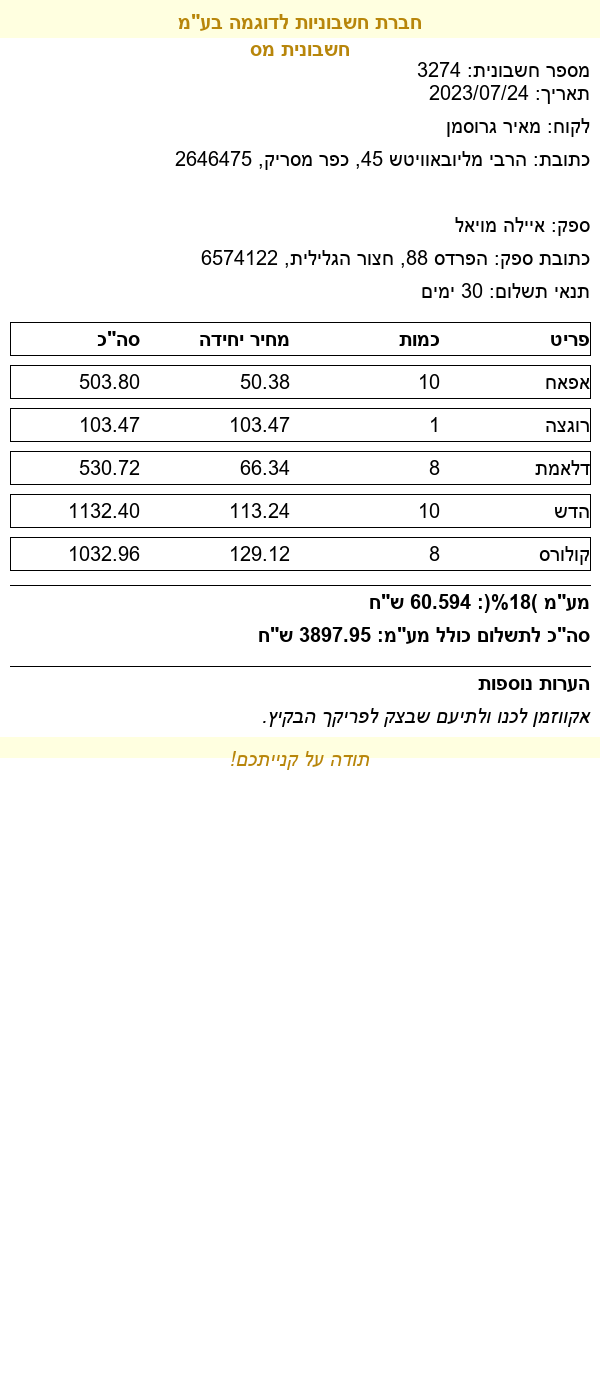 חברת חשבוניות לדוגמה בע"מ
חשבונית מס
מספר חשבונית: 3274
תאריך: 2023/07/24
לקוח: מאיר גרוסמן
כתובת: הרבי מליובאוויטש 45, כפר מסריק, 2646475
ספק: איילה מויאל
כתובת ספק: הפרדס 88, חצור הגלילית, 6574122
תנאי תשלום: 30 ימים
פריט כמות מחיר יחידה סה"כ
אפאח 10 50.38 503.80
רוגצה 1 103.47 103.47
דלאמת 8 66.34 530.72
הדש 10 113.24 1132.40
קולורס 8 129.12 1032.96
מע"מ )18%(: 60.594 ש"ח
סה"כ לתשלום כולל מע"מ: 3897.95 ש"ח
הערות נוספות
אקווזמן לכנו ולתיעם שבצק לפריקך הבקיץ.
תודה על קנייתכם!